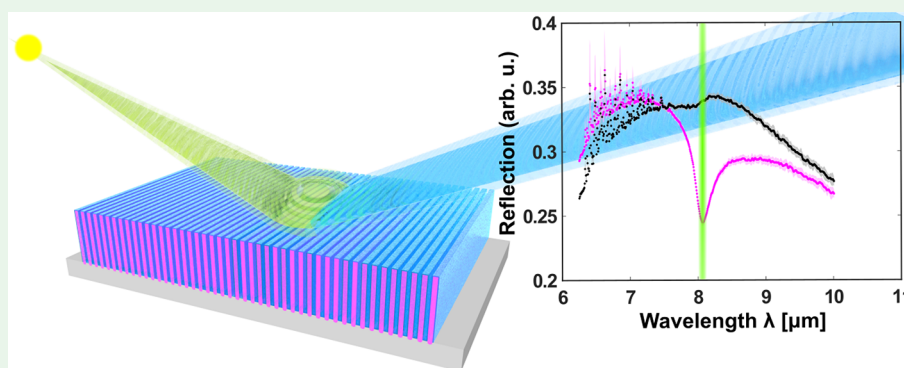 0.4
0.35
0.3
0.25
0.2
Reflection (arb. u.)
6 7 8 9 10 11
Wavelength λ [µm]